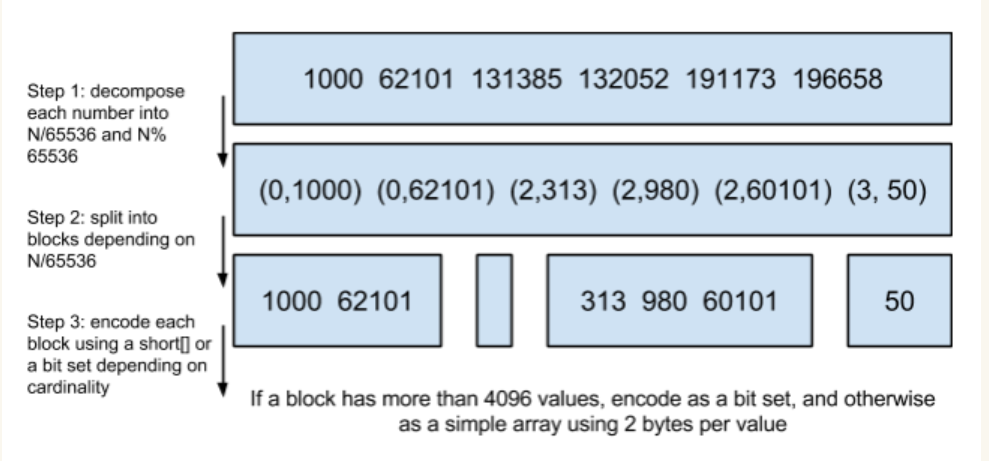 1000 62101 131385 132052 191173 196658
Step 1: decompose
each number into
N/65536 and N%
65536
(0,1000) (0,62101) (2,313) (2,980) (2,60101) (3, 50)
Step 2: split into
blocks depending on
N/65536
1000 62101
313 980 60101
50
Step 3: encode each
block using a short[] or
a bit set depending on
cardinality
If a block has more than 4096 values, encode as a bit set, and otherwise
as a simple array using 2 bytes per value